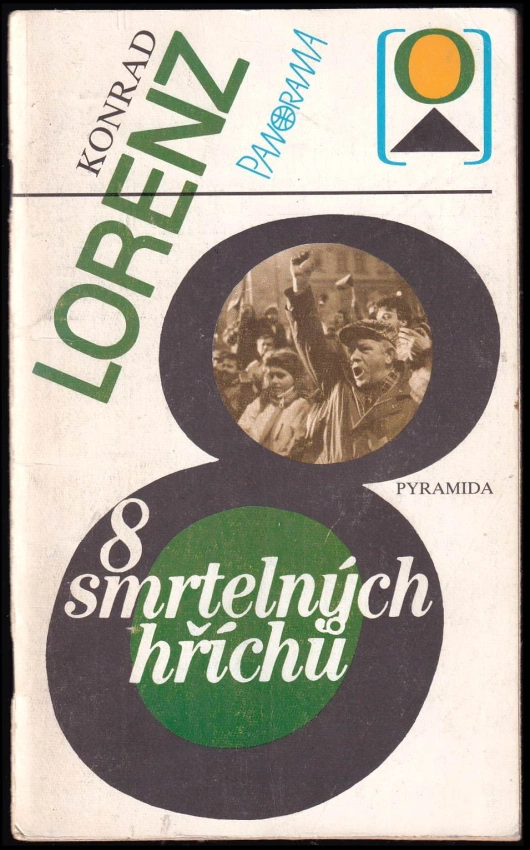 KONRAD
LORENZ
PANORAMA
PYRAMIDA
8
smrtelných
hříchů